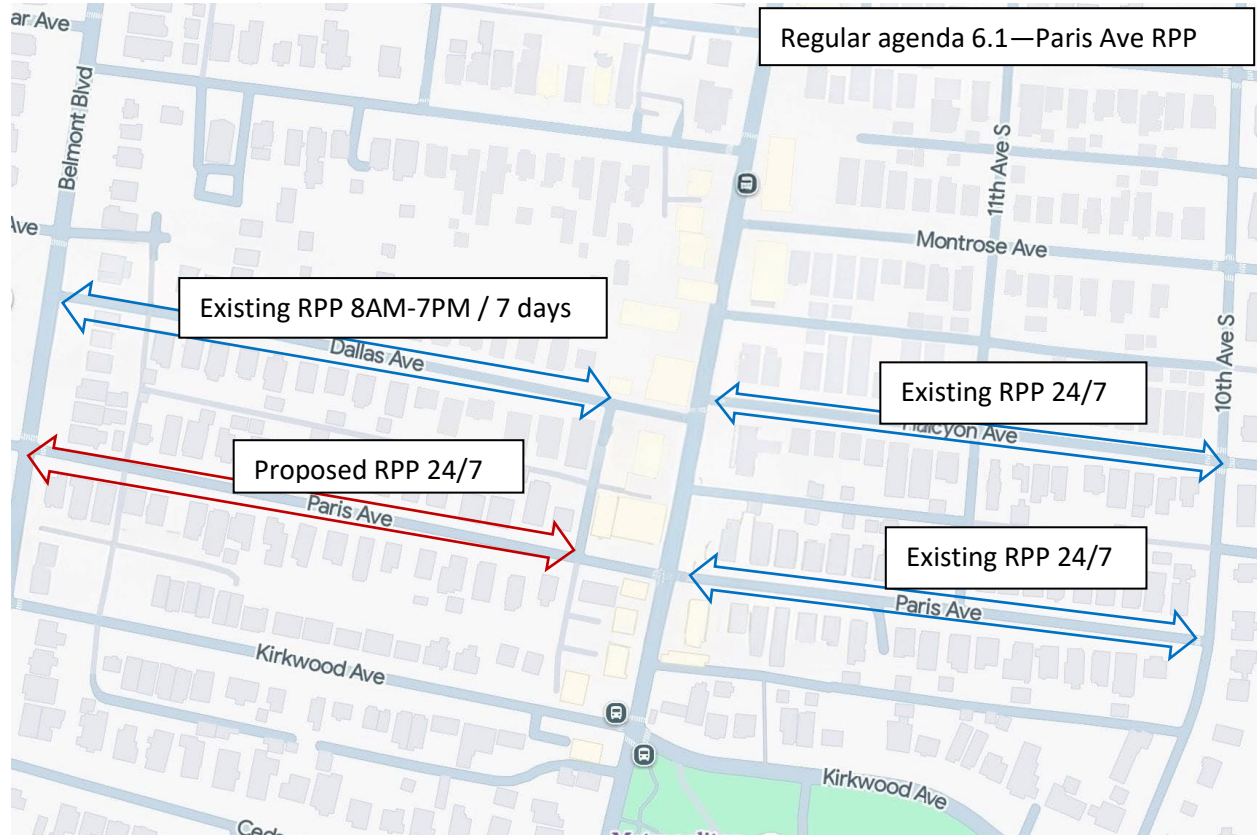 ar Ave
Regular agenda 6.1—Paris Ave RPP
Belmont Blvd
11th Ave S
Ave
Montrose Ave
Existing RPP 8AM-7PM / 7 days
Dallas Ave
10th Ave S
Existing RPP 24/7
Halcyon Ave
Proposed RPP 24/7
Paris Ave
Existing RPP 24/7
Paris Ave
Kirkwood Ave
Kirkwood Ave